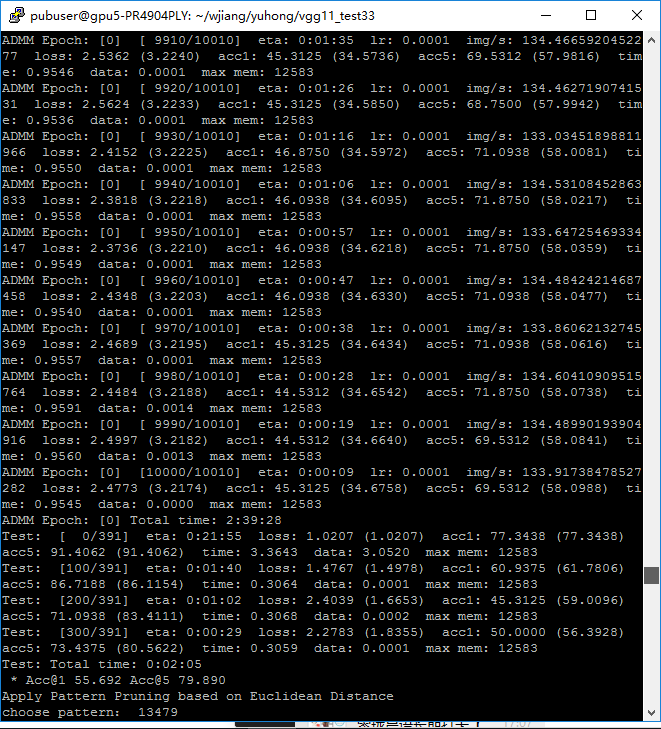 pubuser@gpu5-PR4904PLY: ~/wjiang/yuhong/vgg11_test33
ADMM Epoch: [0]  [ 9910/10010]  eta: 0:01:35  lr: 0.0001  img/s: 134.46659204522
77  loss: 2.5362 (3.2240)  acc1: 45.3125 (34.5736)  acc5: 69.5312 (57.9816)  tim
e: 0.9546  data: 0.0001  max mem: 12583
ADMM Epoch: [0]  [ 9920/10010]  eta: 0:01:26  lr: 0.0001  img/s: 134.46271907415
31  loss: 2.5624 (3.2233)  acc1: 45.3125 (34.5850)  acc5: 68.7500 (57.9942)  tim
e: 0.9536  data: 0.0001  max mem: 12583
ADMM Epoch: [0]  [ 9930/10010]  eta: 0:01:16  lr: 0.0001  img/s: 133.03451898811
966  loss: 2.4152 (3.2225)  acc1: 46.8750 (34.5972)  acc5: 71.0938 (58.0081)  ti
me: 0.9550  data: 0.0001  max mem: 12583
ADMM Epoch: [0]  [ 9940/10010]  eta: 0:01:06  lr: 0.0001  img/s: 134.53108452863
833  loss: 2.3818 (3.2218)  acc1: 46.0938 (34.6095)  acc5: 71.8750 (58.0217)  ti
me: 0.9558  data: 0.0001  max mem: 12583
ADMM Epoch: [0]  [ 9950/10010]  eta: 0:00:57  lr: 0.0001  img/s: 133.64725469334
147  loss: 2.3736 (3.2210)  acc1: 46.0938 (34.6218)  acc5: 71.8750 (58.0359)  ti
me: 0.9549  data: 0.0001  max mem: 12583
ADMM Epoch: [0]  [ 9960/10010]  eta: 0:00:47  lr: 0.0001  img/s: 134.48424214687
458  loss: 2.4348 (3.2203)  acc1: 46.0938 (34.6330)  acc5: 71.0938 (58.0477)  ti
me: 0.9540  data: 0.0001  max mem: 12583
ADMM Epoch: [0]  [ 9970/10010]  eta: 0:00:38  lr: 0.0001  img/s: 133.86062132745
369  loss: 2.4689 (3.2195)  acc1: 45.3125 (34.6434)  acc5: 71.0938 (58.0616)  ti
me: 0.9557  data: 0.0001  max mem: 12583
ADMM Epoch: [0]  [ 9980/10010]  eta: 0:00:28  lr: 0.0001  img/s: 134.60410909515
764  loss: 2.4484 (3.2188)  acc1: 44.5312 (34.6542)  acc5: 71.8750 (58.0738)  ti
me: 0.9591  data: 0.0014  max mem: 12583
ADMM Epoch: [0]  [ 9990/10010]  eta: 0:00:19  lr: 0.0001  img/s: 134.48990193904
916  loss: 2.4997 (3.2182)  acc1: 44.5312 (34.6640)  acc5: 69.5312 (58.0841)  ti
me: 0.9560  data: 0.0013  max mem: 12583
ADMM Epoch: [0]  [10000/10010]  eta: 0:00:09  lr: 0.0001  img/s: 133.91738478527
282  loss: 2.4773 (3.2174)  acc1: 45.3125 (34.6758)  acc5: 69.5312 (58.0988)  ti
me: 0.9545  data: 0.0000  max mem: 12583
ADMM Epoch: [0] Total time: 2:39:28
Test:  [  0/391]  eta: 0:21:55  loss: 1.0207 (1.0207)  acc1: 77.3438 (77.3438)
acc5: 91.4062 (91.4062)  time: 3.3643  data: 3.0520  max mem: 12583
Test:  [100/391]  eta: 0:01:40  loss: 1.4767 (1.4978)  acc1: 60.9375 (61.7806)
acc5: 86.7188 (86.1154)  time: 0.3064  data: 0.0001  max mem: 12583
Test:  [200/391]  eta: 0:01:02  loss: 2.4039 (1.6653)  acc1: 45.3125 (59.0096)
acc5: 71.0938 (83.4111)  time: 0.3068  data: 0.0002  max mem: 12583
Test:  [300/391]  eta: 0:00:29  loss: 2.2783 (1.8355)  acc1: 50.0000 (56.3928)
acc5: 73.4375 (80.5622)  time: 0.3059  data: 0.0001  max mem: 12583
Test: Total time: 0:02:05
 * Acc@1 55.692 Acc@5 79.890
Apply Pattern Pruning based on Euclidean Distance
choose pattern:  13479